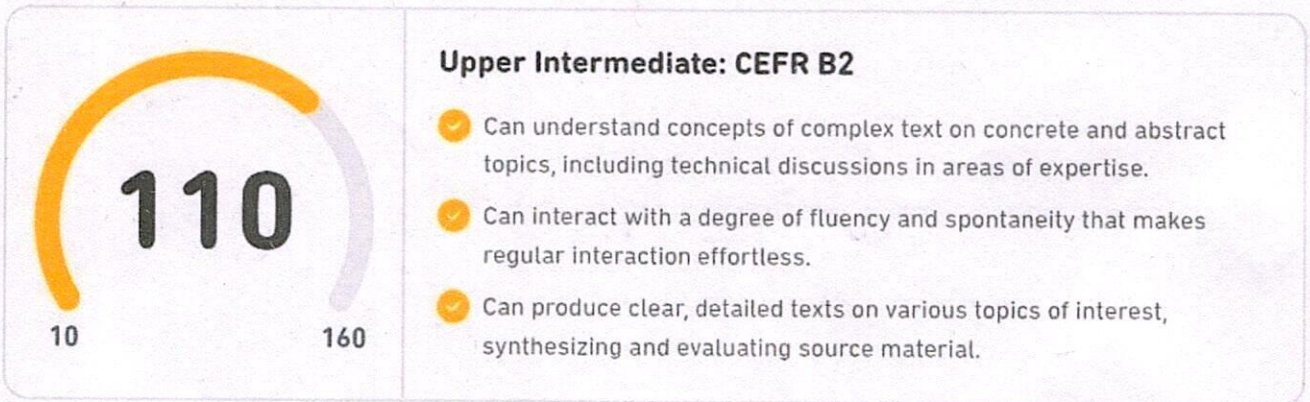 110
10
160
Upper Intermediate: CEFR B2
Can understand concepts of complex text on concrete and abstract
topics, including technical discussions in areas of expertise.
Can interact with a degree of fluency and spontaneity that makes
regular interaction effortless.
Can produce clear, detailed texts on various topics of interest,
synthesizing and evaluating source material.